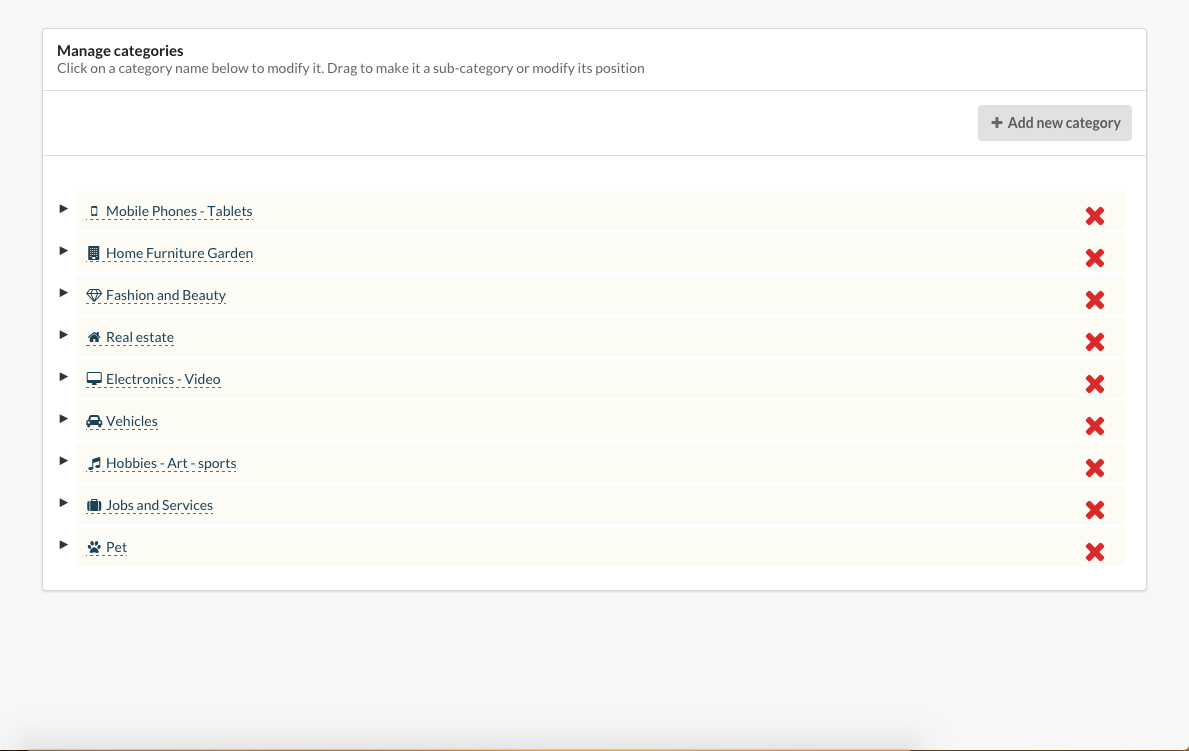 Manage categories
Click on a category name below to modify it. Drag to make it a sub-category or modify its position
Add new category
Mobile Phones - Tablets
Home Furniture Garden
Fashion and Beauty
Real estate
Electronics - Video
Vehicles
Hobbies - Art - sports
Jobs and Services
Pet